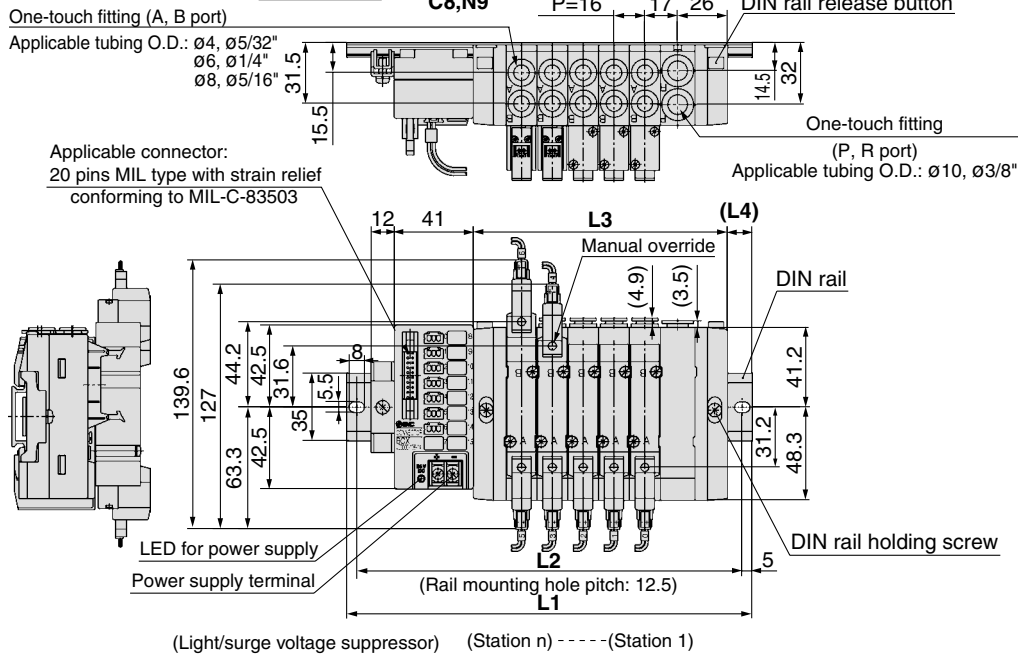 C8,N9
P=16
17
26
DIN rail release button
One-touch fitting (A, B port)
Applicable tubing O.D.: ø4, ø5/32"
ø6, ø1/4"
ø8, ø5/16"
31.5
15.5
14.5
32
One-touch fitting
(P, R port)
Applicable tubing O.D.: ø10, ø3/8"
Applicable connector:
20 pins MIL type with strain relief
conforming to MIL-C-83503
12
41
L3
(L4)
Manual override
(4.9)
(3.5)
DIN rail
139.6
127
44.2
42.5
31.6
8
5.5
35
63.3
42.5
41.2
31.2
48.3
SMC
A
B
LED for power supply
Power supply terminal
DIN rail holding screw
L2
5
(Rail mounting hole pitch: 12.5)
L1
(Light/surge voltage suppressor)
(Station n) -----(Station 1)